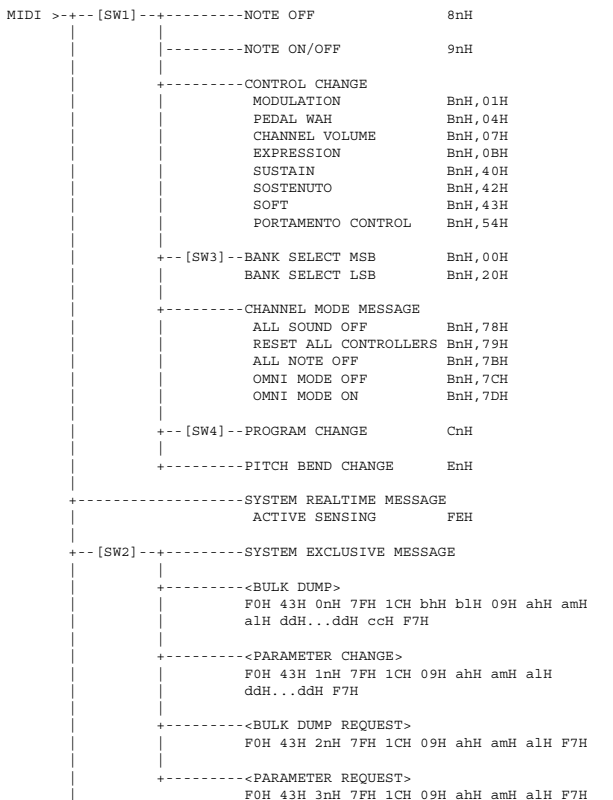 MIDI >-+--[SW1]--+---------NOTE OFF 8nH
|---------NOTE ON/OFF 9nH
+---------CONTROL CHANGE
MODULATION BnH,01H
PEDAL WAH BnH,04H
CHANNEL VOLUME BnH,07H
EXPRESSION BnH,0BH
SUSTAIN BnH,40H
SOSTENUTO BnH,42H
SOFT BnH,43H
PORTAMENTO CONTROL BnH,54H
+--[SW3]--BANK SELECT MSB BnH,00H
BANK SELECT LSB BnH,20H
+---------CHANNEL MODE MESSAGE
ALL SOUND OFF BnH,78H
RESET ALL CONTROLLERS BnH,79H
ALL NOTE OFF BnH,7BH
OMNI MODE OFF BnH,7CH
OMNI MODE ON BnH,7DH
+--[SW4]--PROGRAM CHANGE CnH
+---------PITCH BEND CHANGE EnH
+-------------------SYSTEM REALTIME MESSAGE
ACTIVE SENSING FEH
+--[SW2]--+---------SYSTEM EXCLUSIVE MESSAGE
+---------<BULK DUMP>
F0H 43H 0nH 7FH 1CH bhH blH 09H ahH amH
alH ddH...ddH ccH F7H
+---------<PARAMETER CHANGE>
F0H 43H 1nH 7FH 1CH 09H ahH amH alH
ddH...ddH F7H
+---------<BULK DUMP REQUEST>
F0H 43H 2nH 7FH 1CH 09H ahH amH alH F7H
+---------<PARAMETER REQUEST>
F0H 43H 3nH 7FH 1CH 09H ahH amH alH F7H